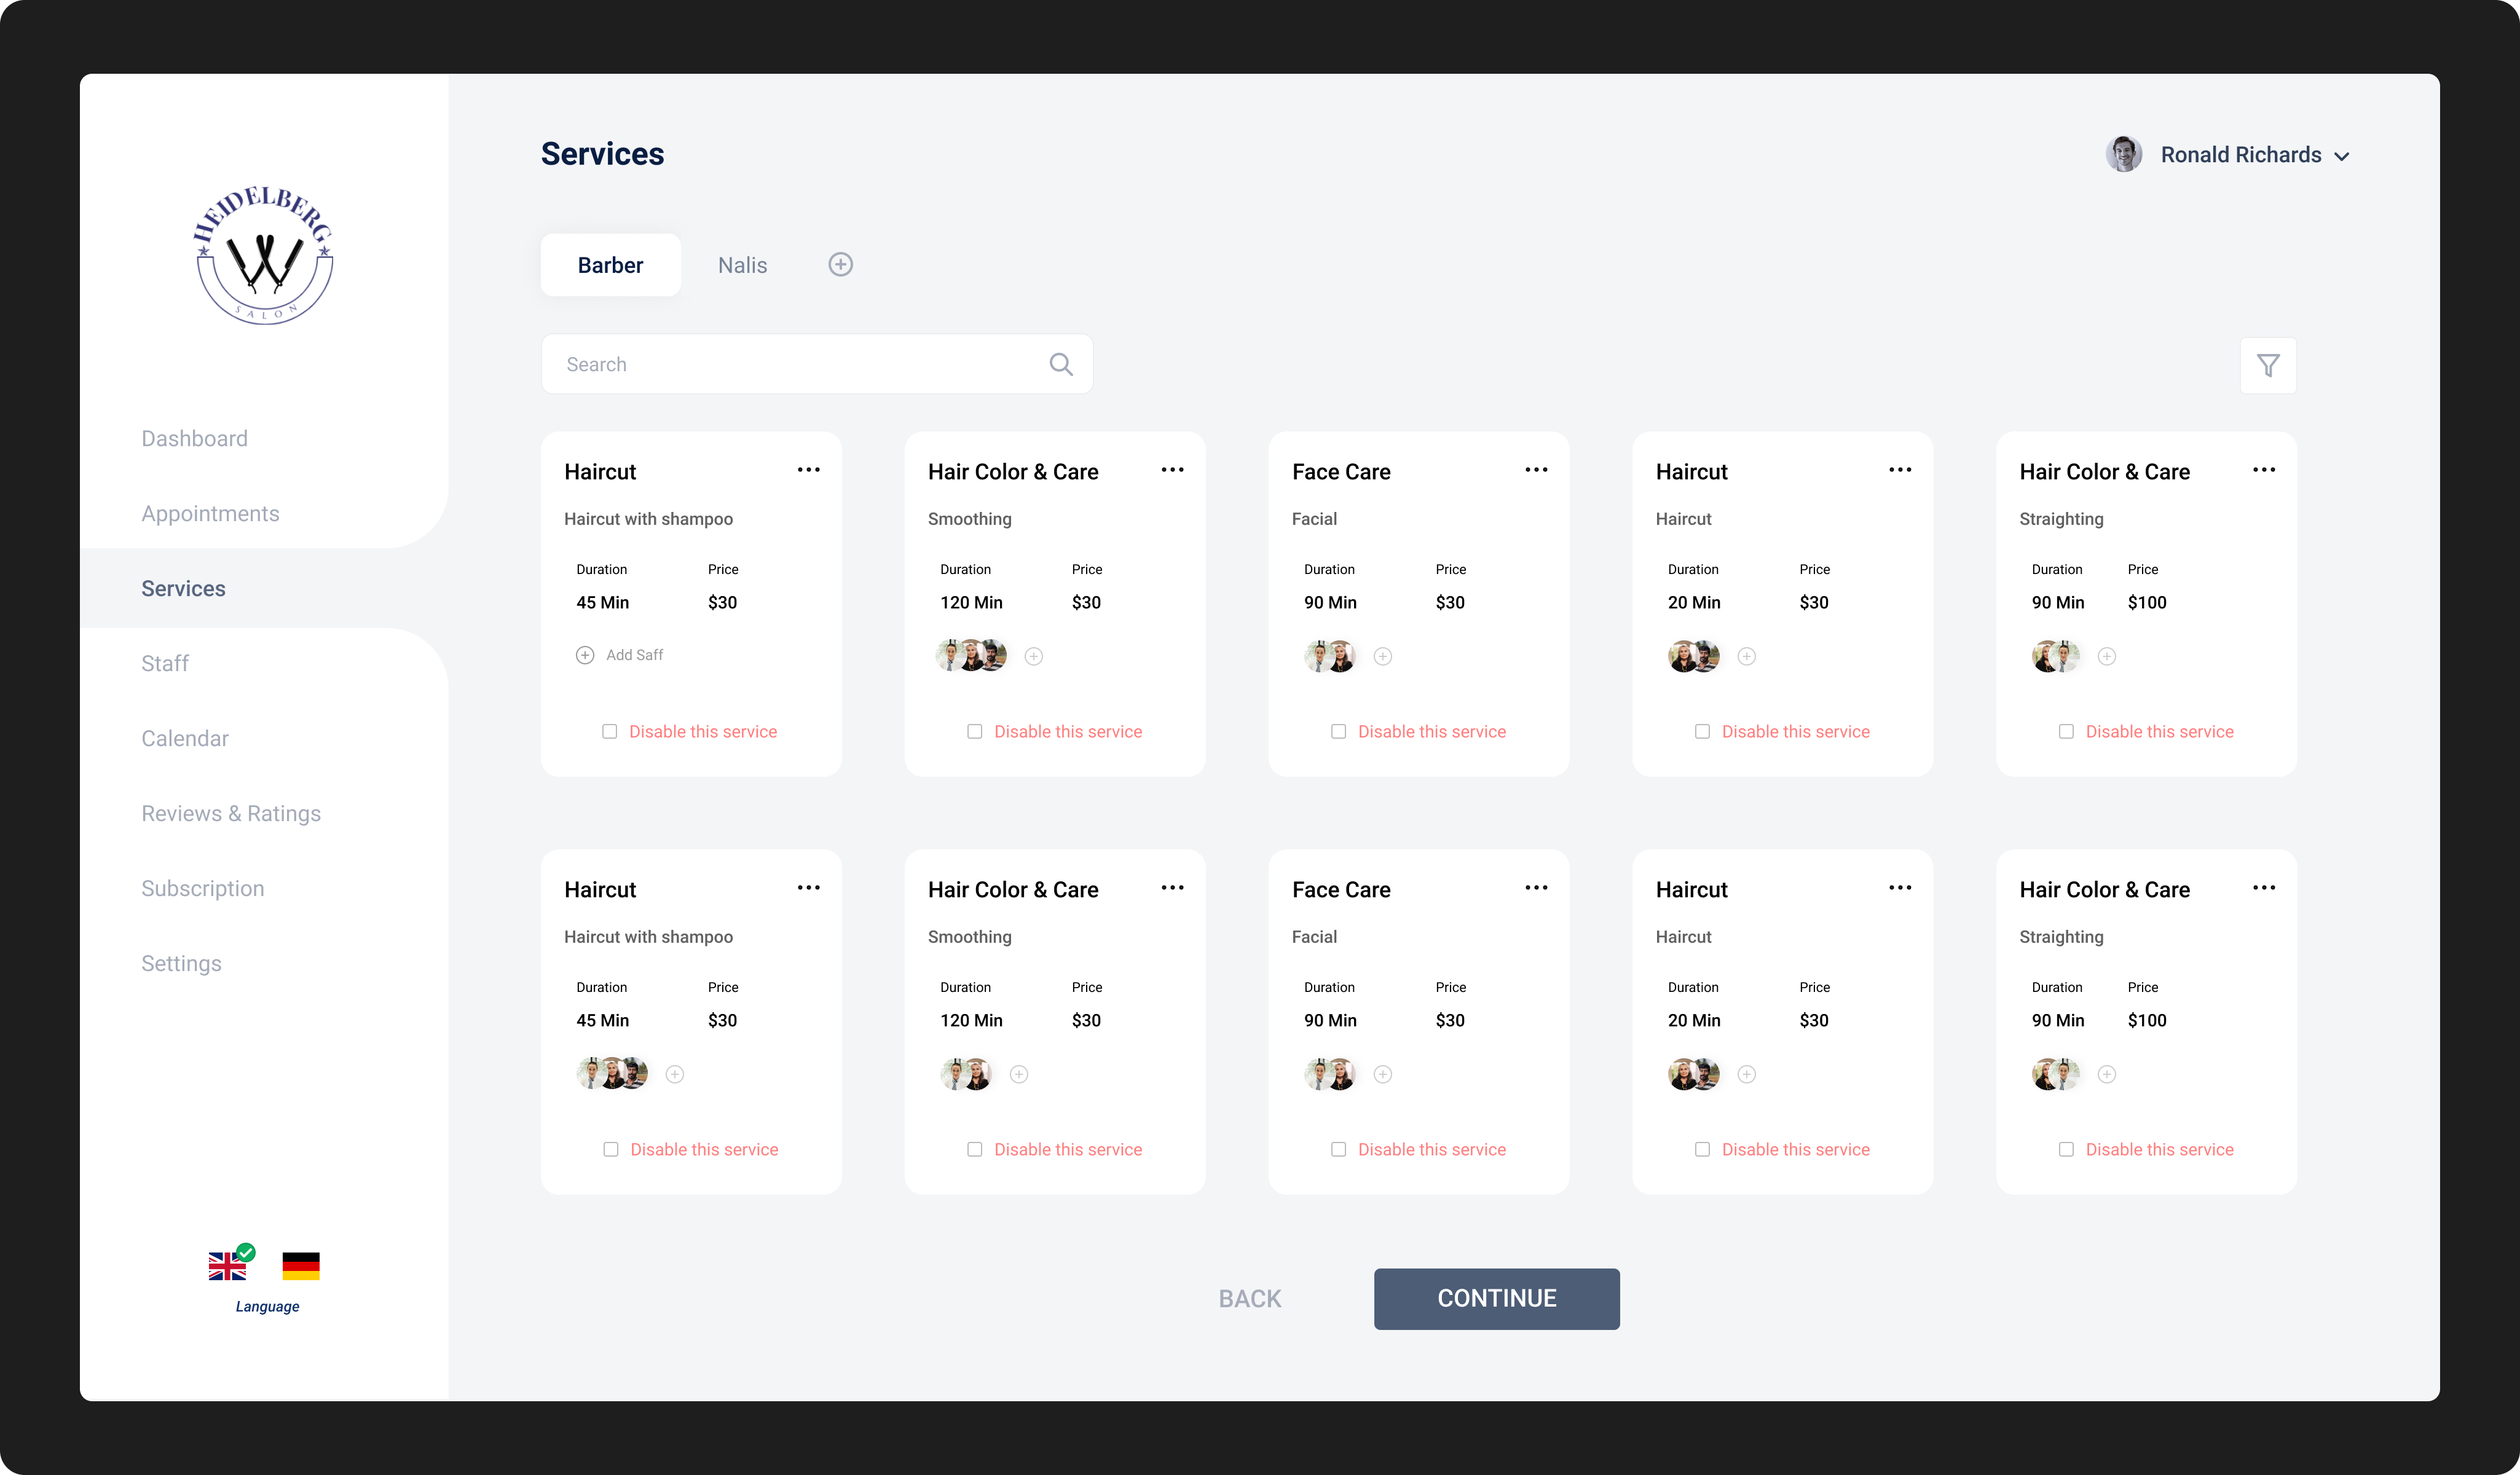 HEIDELBERG
SALON
Dashboard
Appointments
Services
Staff
Calendar
Reviews & Ratings
Subscription
Settings
Language
Services
Ronald Richards
Barber
Nalis
Search
Haircut
Haircut with shampoo
Duration Price
45 Min $30
Add Saff
Disable this service
Hair Color & Care
Smoothing
Duration Price
120 Min $30
Disable this service
Face Care
Facial
Duration Price
90 Min $30
Disable this service
Haircut
Haircut
Duration Price
20 Min $30
Disable this service
Hair Color & Care
Straighting
Duration Price
90 Min $100
Disable this service
Haircut
Haircut with shampoo
Duration Price
45 Min $30
Disable this service
Hair Color & Care
Smoothing
Duration Price
120 Min $30
Disable this service
Face Care
Facial
Duration Price
90 Min $30
Disable this service
Haircut
Haircut
Duration Price
20 Min $30
Disable this service
Hair Color & Care
Straighting
Duration Price
90 Min $100
Disable this service
BACK
CONTINUE